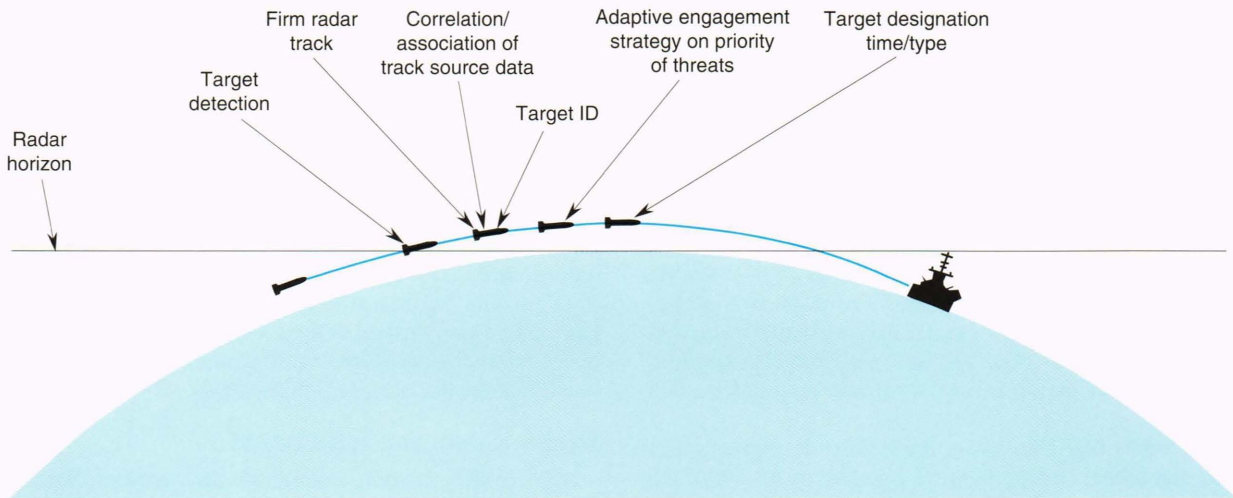 Radar
horizon
Target
detection
Firm radar
track
Correlation/
association of
track source data
Target ID
Adaptive engagement
strategy on priority
of threats
Target designation
time/type